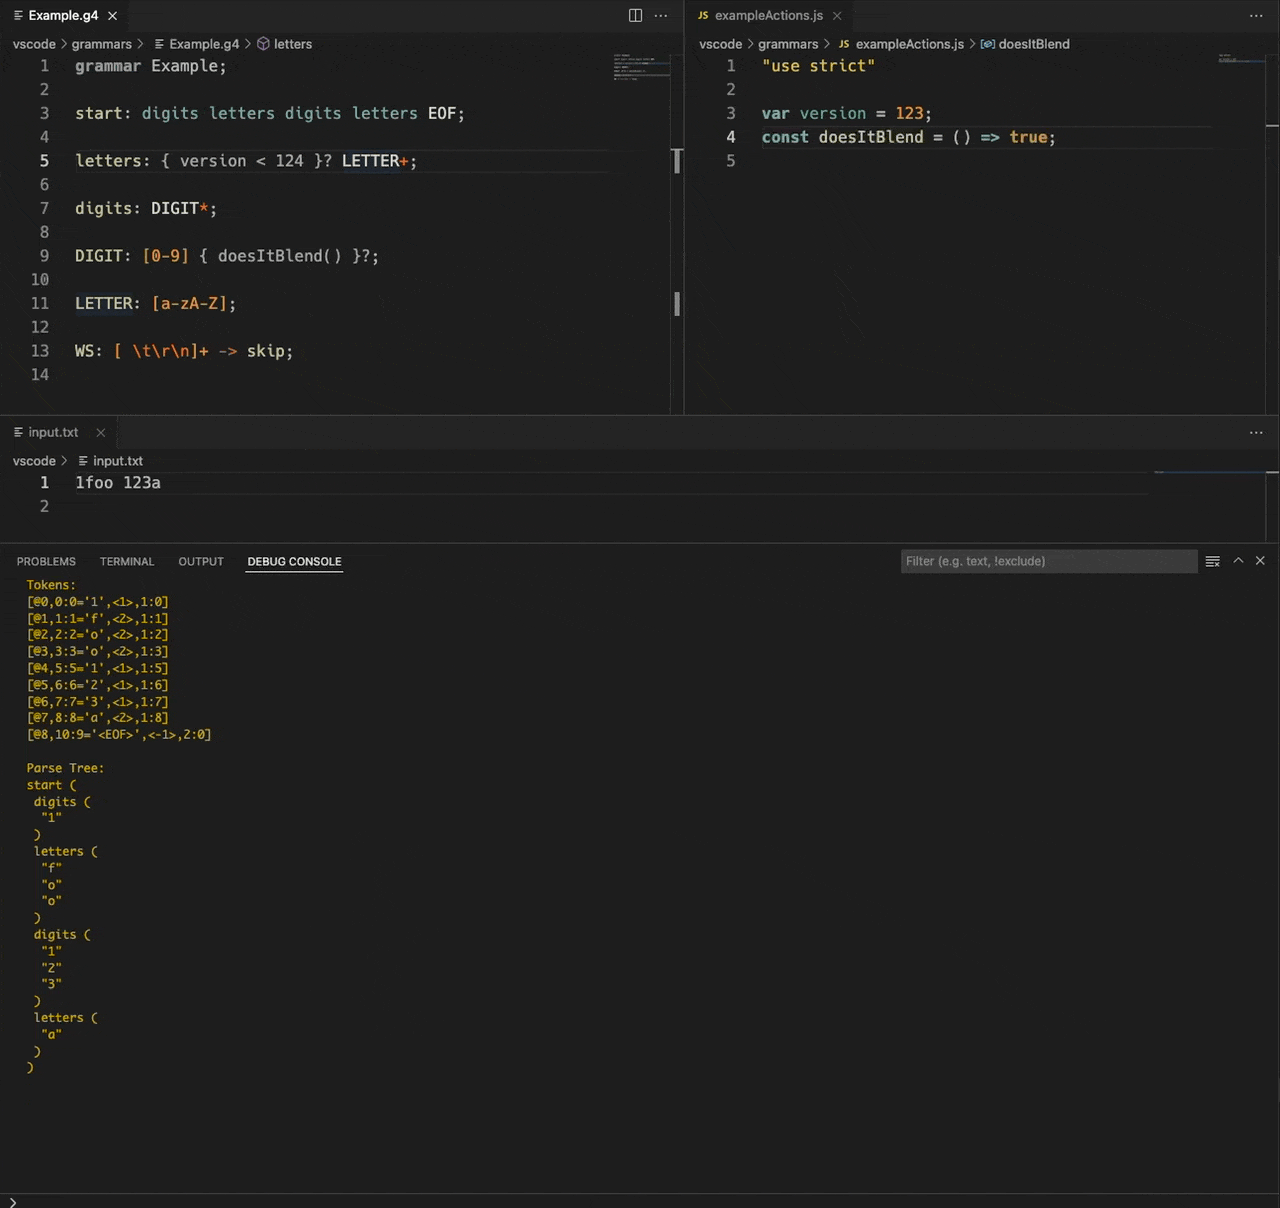 Example.g4
vscode > grammars > Example.g4 > letters
1 grammar Example;
2
3 start: digits letters digits letters EOF;
4
5 letters: { version < 124 }? LETTER+;
6
7 digits: DIGIT*;
8
9 DIGIT: [0-9] { doesItBlend() }?;
10
11 LETTER: [a-zA-Z];
12
13 WS: [ \t\r\n]+ -> skip;
14
JS exampleActions.js
vscode > grammars > JS exampleActions.js > doesItBlend
1 "use strict"
2
3 var version = 123;
4 const doesItBlend = () => true;
5
input.txt
vscode > input.txt
1 1foo 123a
2
PROBLEMS TERMINAL OUTPUT DEBUG CONSOLE Filter (e.g. text, !exclude)
Tokens:
[@0,0:0='1',<1>,1:0]
[@1,1:1='f',<2>,1:1]
[@2,2:2='o',<2>,1:2]
[@3,3:3='o',<2>,1:3]
[@4,5:5='1',<1>,1:5]
[@5,6:6='2',<1>,1:6]
[@6,7:7='3',<1>,1:7]
[@7,8:8='a',<2>,1:8]
[@8,10:9='<EOF>',<-1>,2:0]
Parse Tree:
start (
digits (
"1"
)
letters (
"f"
"o"
"o"
)
digits (
"1"
"2"
"3"
)
letters (
"a"
)
)
>